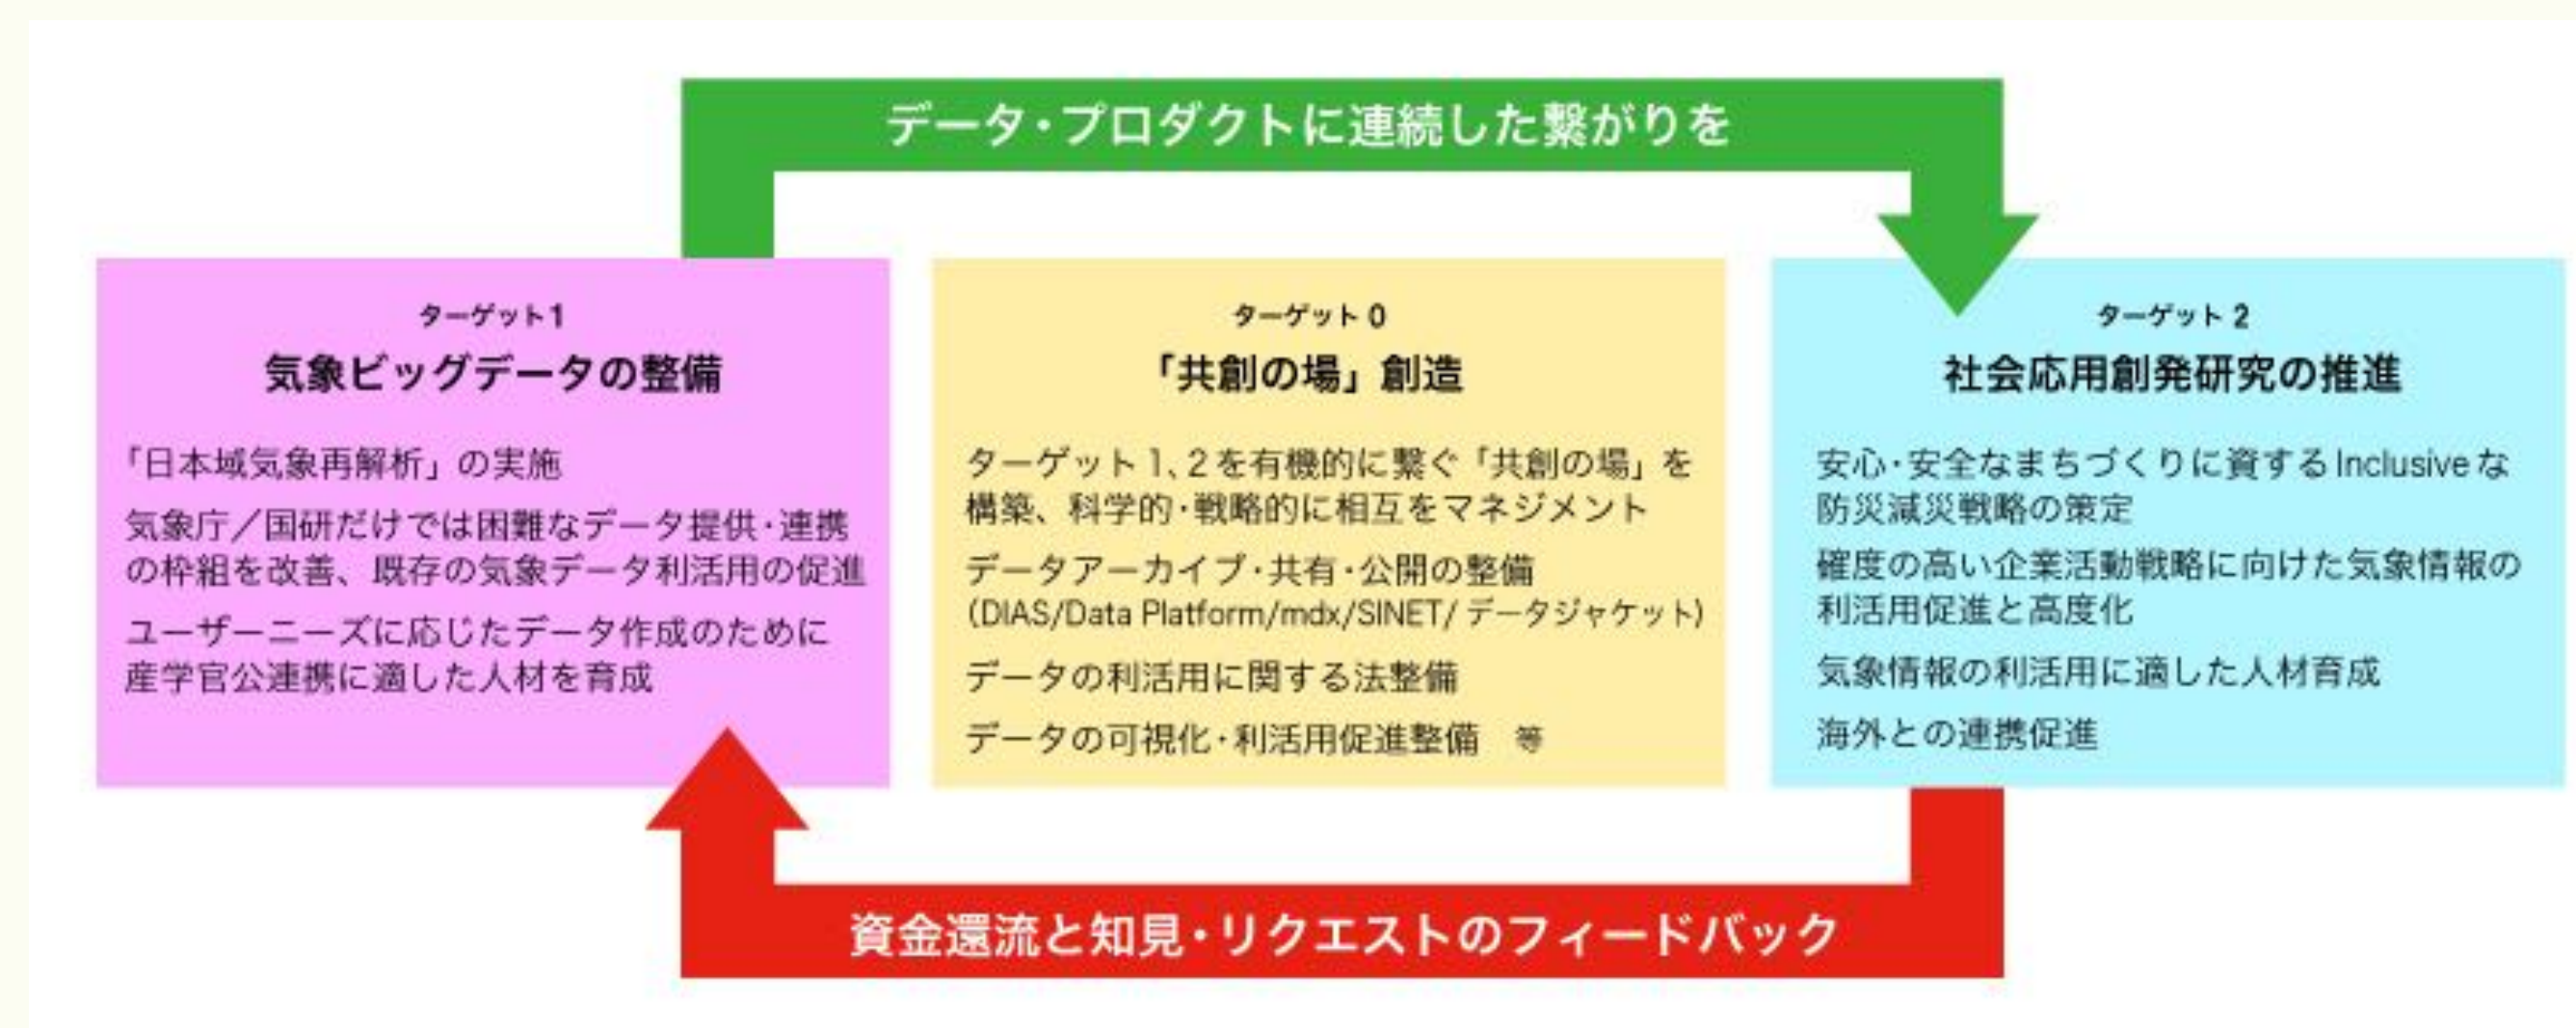 データ・プロダクトに連続した繋がりを
ターゲット1
気象ビッグデータの整備
「日本域気象再解析」の実施
気象庁／国研だけでは困難なデータ提供・連携
の枠組を改善、既存の気象データ利活用の促進
ユーザーニーズに応じたデータ作成のために
産学官公連携に適した人材を育成
ターゲット 0
「共創の場」創造
ターゲット 1、2 を有機的に繋ぐ「共創の場」を
構築、科学的・戦略的に相互をマネジメント
データアーカイブ・共有・公開の整備
(DIAS/Data Platform/mdx/SINET/ データジャケット)
データの利活用に関する法整備
データの可視化・利活用促進整備　等
ターゲット 2
社会応用創発研究の推進
安心・安全なまちづくりに資する Inclusive な
防災減災戦略の策定
確度の高い企業活動戦略に向けた気象情報の
利活用促進と高度化
気象情報の利活用に適した人材育成
海外との連携促進
資金還流と知見・リクエストのフィードバック